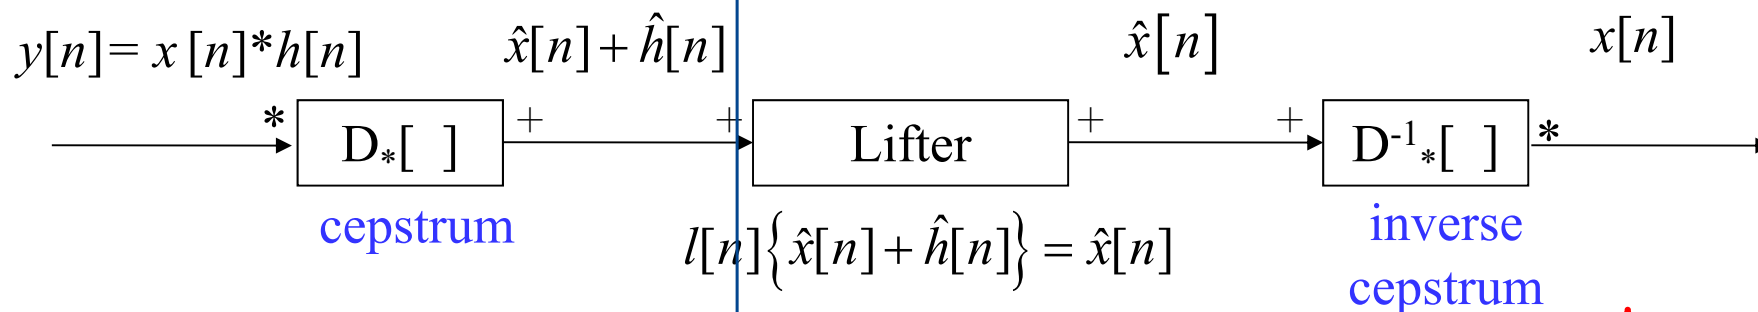 y[n]= x [n]*h[n]
x̂[n]+ĥ[n]
x̂[n]
x[n]
*
D*[ ]
+
+
Lifter
+
+
D⁻¹*[ ]
*
cepstrum
l[n]{x̂[n]+ĥ[n]} = x̂[n]
inverse
cepstrum